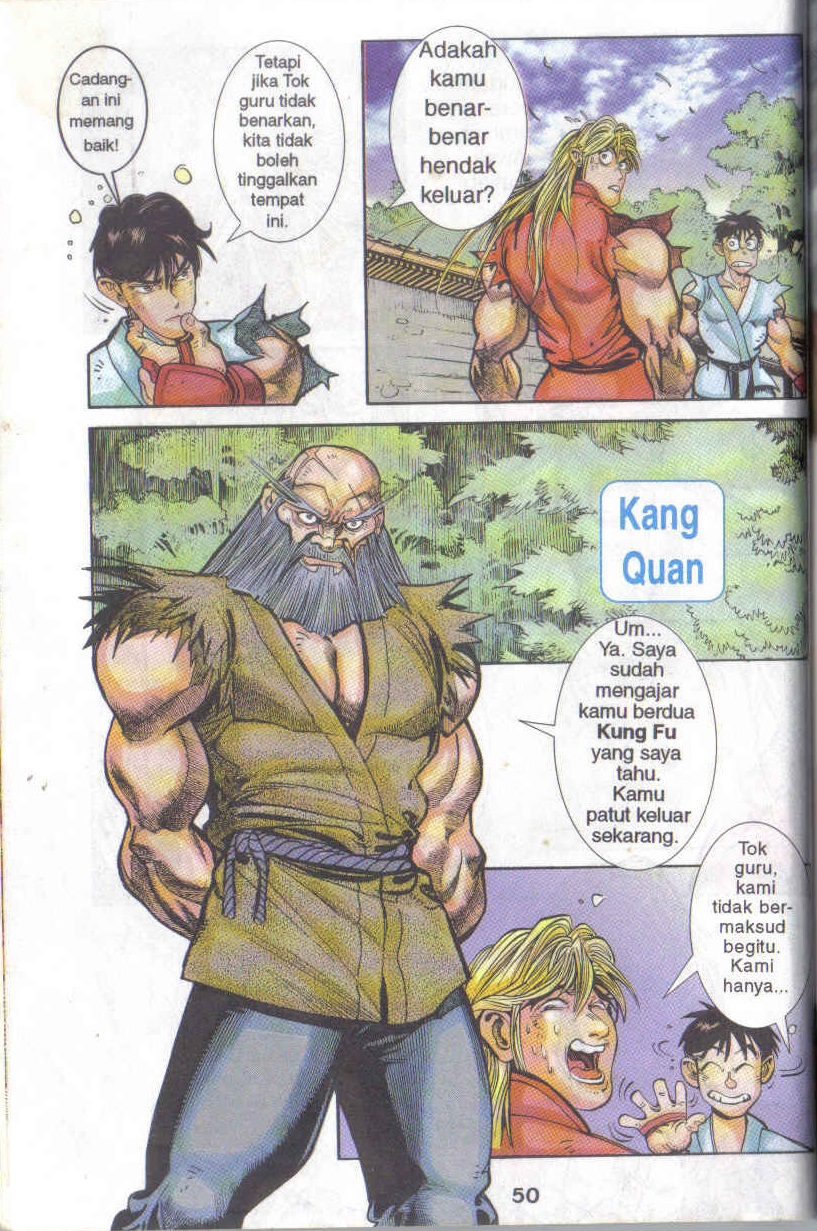 Cadang-
an ini
memang
baik!
Tetapi
jika Tok
guru tidak
benarkan,
kita tidak
boleh
tinggalkan
tempat
ini.
Adakah
kamu
benar-
benar
hendak
keluar?
Kang
Quan
Um...
Ya. Saya
sudah
mengajar
kamu berdua
Kung Fu
yang saya
tahu.
Kamu
patut keluar
sekarang.
Tok
guru,
kami
tidak ber-
maksud
begitu.
Kami
hanya...
50